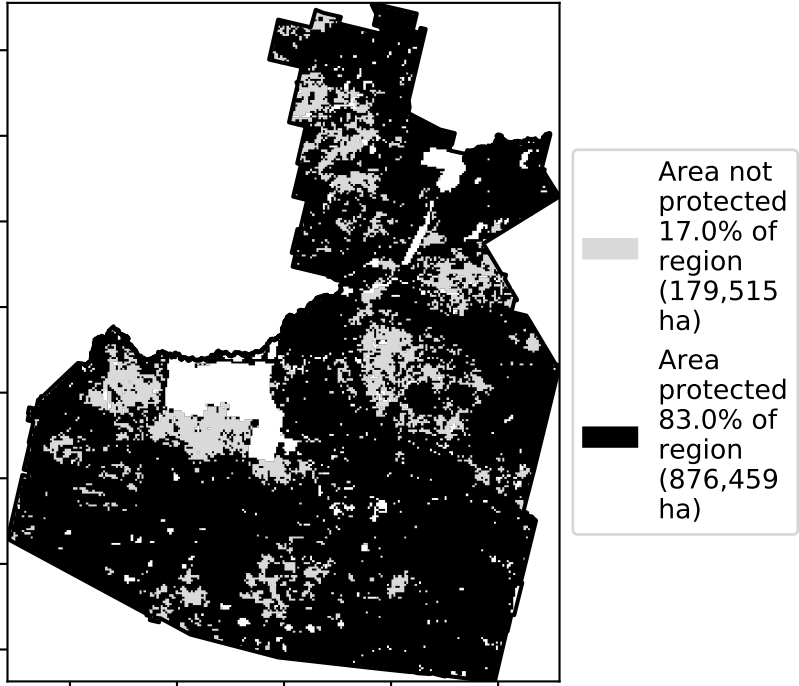 Area not
protected
17.0% of
region
(179,515
ha)
Area
protected
83.0% of
region
(876,459
ha)